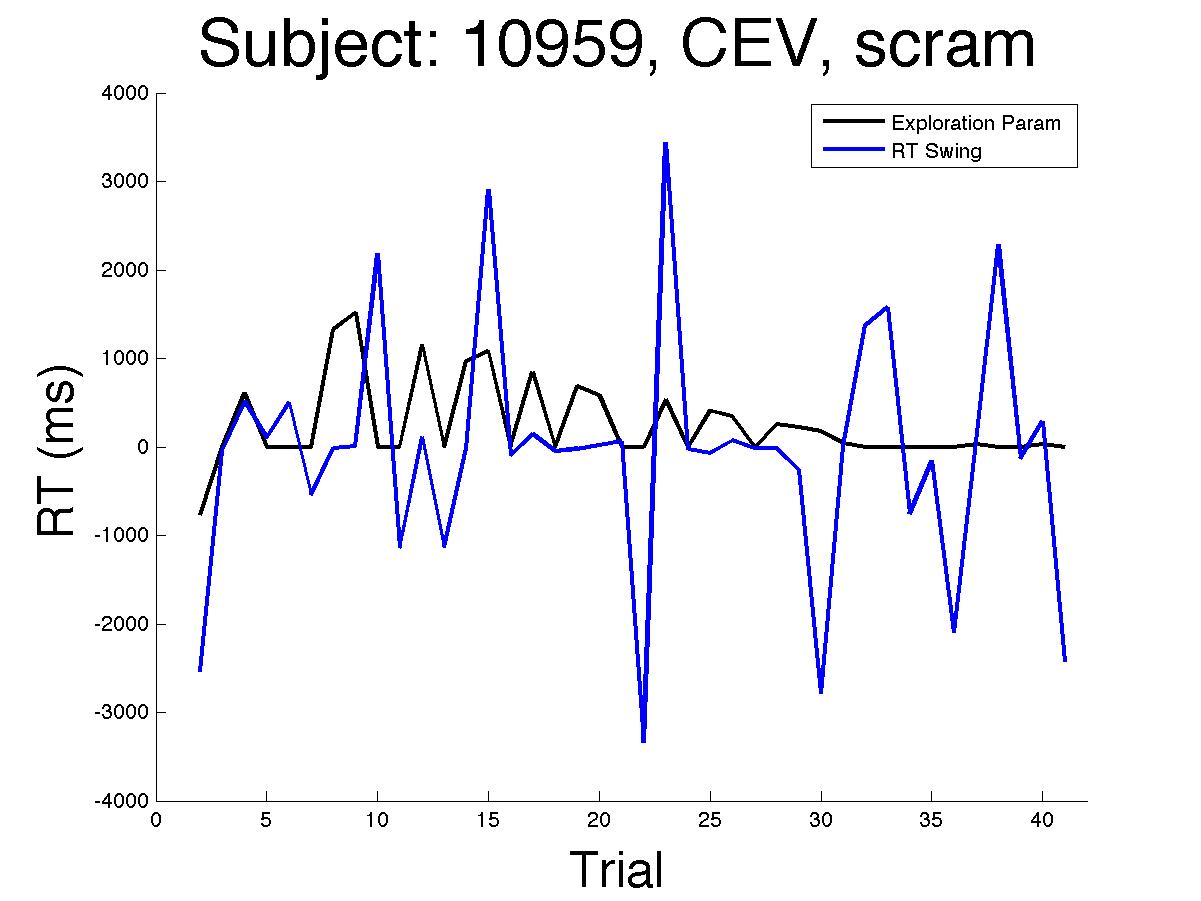 Subject: 10959, CEV, scram
4000
3000
2000
1000
0
-1000
-2000
-3000
-4000
RT (ms)
Exploration Param
RT Swing
0 5 10 15 20 25 30 35 40
Trial